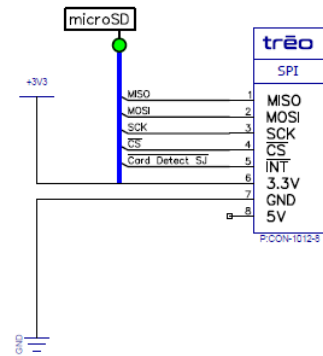 microSD
trēo
SPI
+3V3
MISO 1 MISO
MOSI 2 MOSI
SCK 3 SCK
CS 4 CS
Card Detect SJ 5 INT
6 3.3V
7 GND
8 5V
P:CON-1012-8
GND